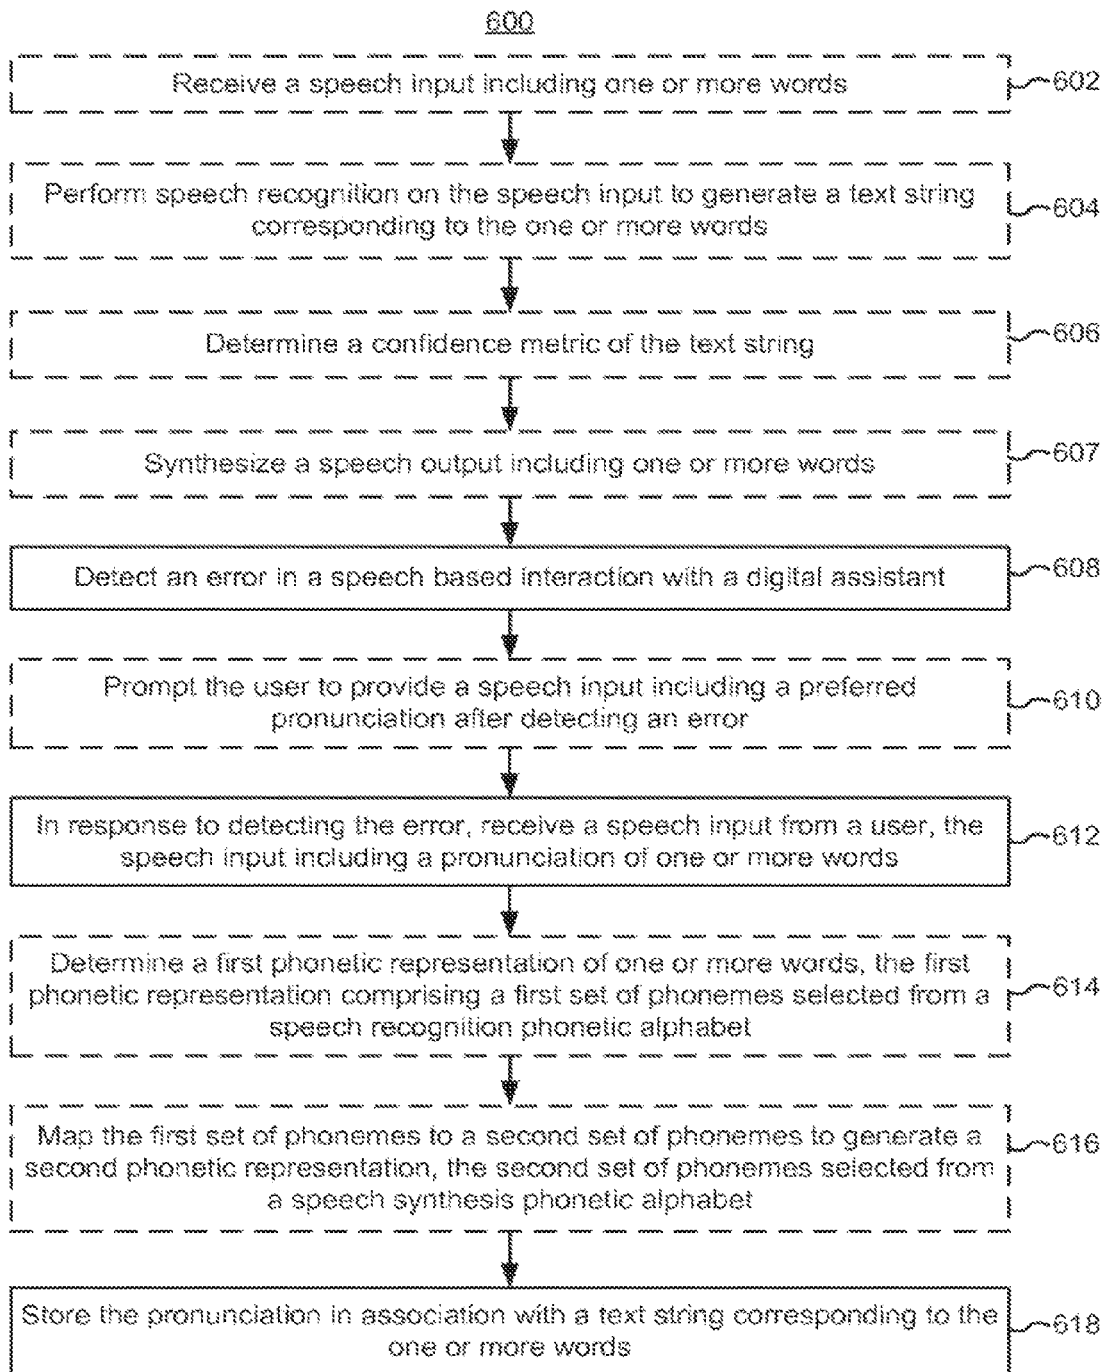 600
Receive a speech input including one or more words
602
Perform speech recognition on the speech input to generate a text string
corresponding to the one or more words
604
Determine a confidence metric of the text string
606
Synthesize a speech output including one or more words
607
Detect an error in a speech based interaction with a digital assistant
608
Prompt the user to provide a speech input including a preferred
pronunciation after detecting an error
610
In response to detecting the error, receive a speech input from a user, the
speech input including a pronunciation of one or more words
612
Determine a first phonetic representation of one or more words, the first
phonetic representation comprising a first set of phonemes selected from a
speech recognition phonetic alphabet
614
Map the first set of phonemes to a second set of phonemes to generate a
second phonetic representation, the second set of phonemes selected from
a speech synthesis phonetic alphabet
616
Store the pronunciation in association with a text string corresponding to the
one or more words
618